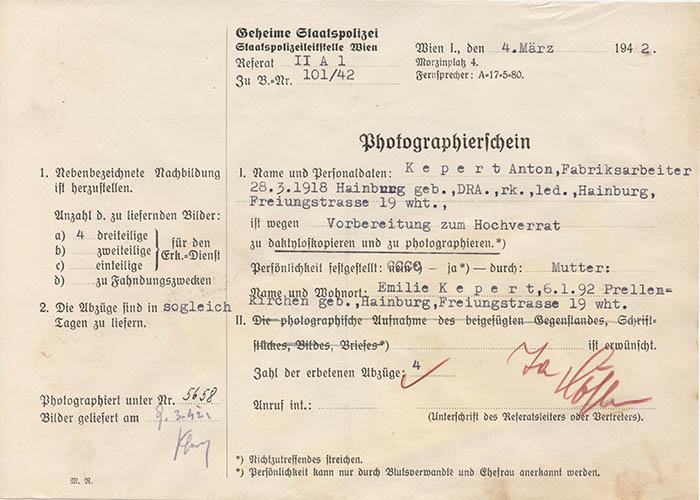 Geheime Staatspolizei
Staatspolizeileitstelle Wien
Referat II A 1
Zu B.=Nr. 101/42
Wien I., den 4. März 1942.
Morzinplatz 4.
Fernsprecher: A=17=5=80.
Photographierschein
1. Nebenbezeichnete Nachbildung
ist herzustellen.
Anzahl d. zu liefernden Bilder:
a) 4 dreiteilige
b) zweiteilige
c) einteilige
für den
Erk.=Dienst
d) zu Fahndungszwecken
2. Die Abzüge sind in sogleich
Tagen zu liefern.
Photographiert unter Nr. 5658
Bilder geliefert am
M. R.
I. Name und Personaldaten: K e p e r t Anton,Fabriksarbeiter
28.3.1918 Hainburg geb.,DRA.,rk.,led.,Hainburg,
Freiungstrasse 19 wht.,
ist wegen Vorbereitung zum Hochverrat
zu daktyloskopieren und zu photographieren.*)
Persönlichkeit festgestellt: nein*) – ja*) – durch: Mutter:
Name und Wohnort: Emilie K e p e r t,6.1.92 Prellen=
kirchen geb.,Hainburg,Freiungstrasse 19 wht.
II. Die photographische Aufnahme des beigefügten Gegenstandes, Schrift=
stückes, Bildes, Briefes*) ist erwünscht.
Zahl der erbetenen Abzüge: 4
Anruf int.:
(Unterschrift des Referatsleiters oder Vertreters).
*) Nichtzutreffendes streichen.
*) Persönlichkeit kann nur durch Blutsverwandte und Ehefrau anerkannt werden.